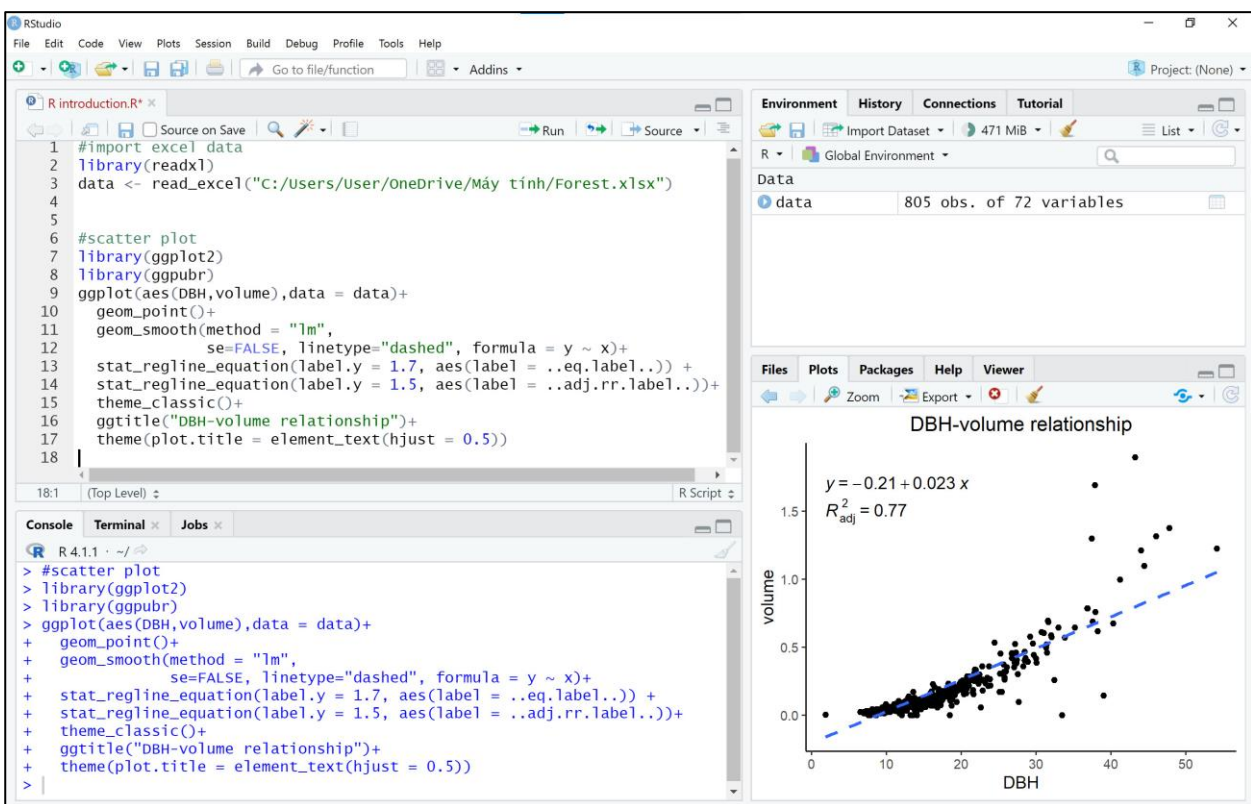 RStudio
File Edit Code View Plots Session Build Debug Profile Tools Help
Go to file/function Addins Project: (None)
R introduction.R*
Source on Save Run Source
1 #import excel data
2 library(readxl)
3 data <- read_excel("C:/Users/User/OneDrive/Máy tính/Forest.xlsx")
4
5
6 #scatter plot
7 library(ggplot2)
8 library(ggpubr)
9 ggplot(aes(DBH,volume),data = data)+
10 geom_point()+
11 geom_smooth(method = "lm",
12 se=FALSE, linetype="dashed", formula = y ~ x)+
13 stat_regline_equation(label.y = 1.7, aes(label = ..eq.label..)) +
14 stat_regline_equation(label.y = 1.5, aes(label = ..adj.rr.label..))+
15 theme_classic()+
16 ggtitle("DBH-volume relationship")+
17 theme(plot.title = element_text(hjust = 0.5))
18
18:1 (Top Level) R Script
Console Terminal Jobs
R 4.1.1 · ~/
> #scatter plot
> library(ggplot2)
> library(ggpubr)
> ggplot(aes(DBH,volume),data = data)+
+ geom_point()+
+ geom_smooth(method = "lm",
+ se=FALSE, linetype="dashed", formula = y ~ x)+
+ stat_regline_equation(label.y = 1.7, aes(label = ..eq.label..)) +
+ stat_regline_equation(label.y = 1.5, aes(label = ..adj.rr.label..))+
+ theme_classic()+
+ ggtitle("DBH-volume relationship")+
+ theme(plot.title = element_text(hjust = 0.5))
>
Environment History Connections Tutorial
Import Dataset 471 MiB List
R Global Environment
Data
data 805 obs. of 72 variables
Files Plots Packages Help Viewer
Zoom Export
DBH-volume relationship
y = −0.21 + 0.023 x
R²adj = 0.77
1.5
1.0
0.5
0.0
volume
0 10 20 30 40 50
DBH